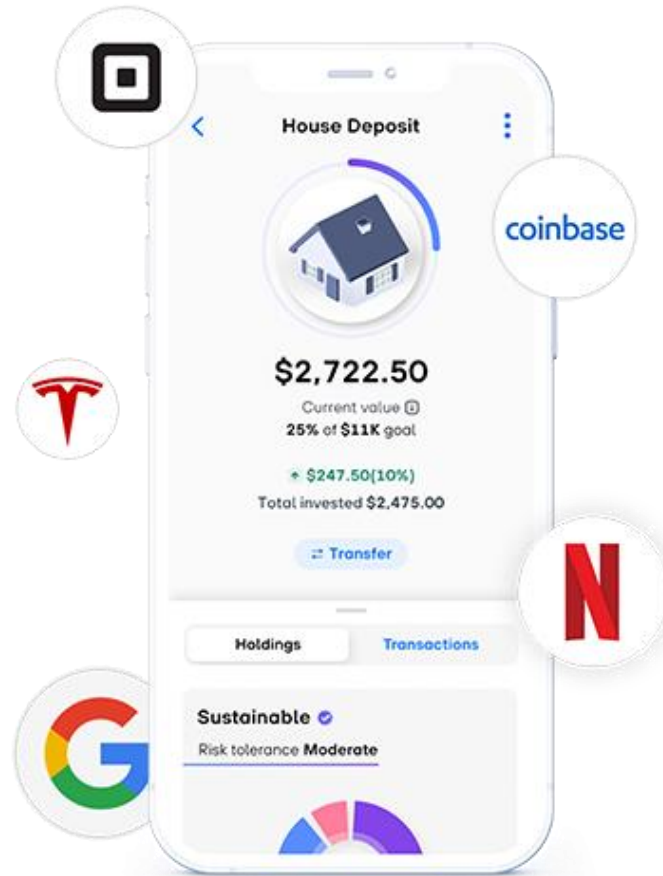 House Deposit
coinbase
$2,722.50
Current value
25% of $11K goal
$247.50(10%)
Total invested $2,475.00
Transfer
N
Holdings
Transactions
G
Sustainable
Risk tolerance Moderate